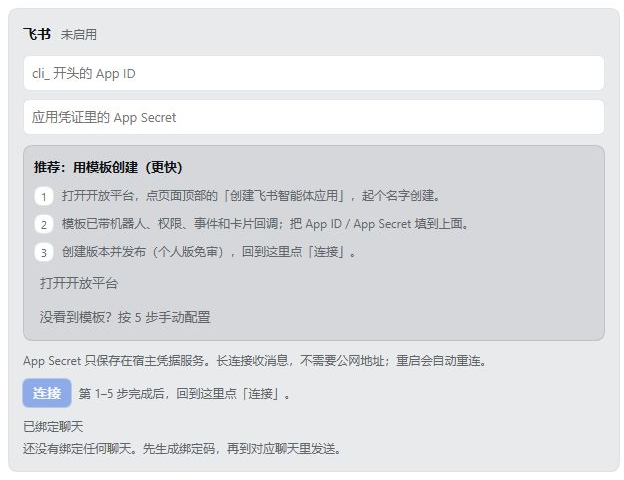 飞书 未启用
cli_ 开头的 App ID
应用凭证里的 App Secret
推荐：用模板创建（更快）
1 打开开放平台，点页面顶部的「创建飞书智能体应用」，起个名字创建。
2 模板已带机器人、权限、事件和卡片回调；把 App ID / App Secret 填到上面。
3 创建版本并发布（个人版免审），回到这里点「连接」。
打开开放平台
没看到模板？按 5 步手动配置
App Secret 只保存在宿主凭据服务。长连接收消息，不需要公网地址；重启会自动重连。
连接 第 1–5 步完成后，回到这里点「连接」。
已绑定聊天
还没有绑定任何聊天。先生成绑定码，再到对应聊天里发送。